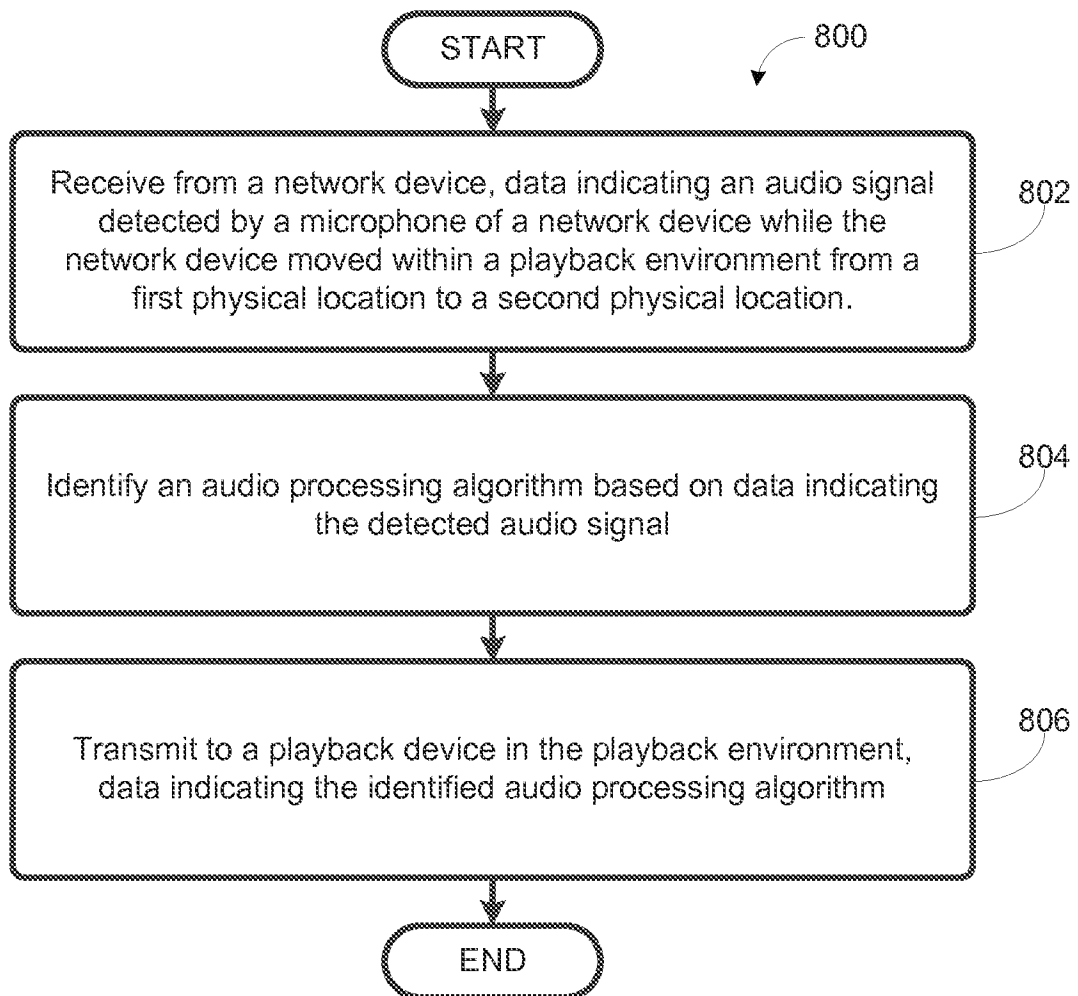 START
800
Receive from a network device, data indicating an audio signal
detected by a microphone of a network device while the
network device moved within a playback environment from a
first physical location to a second physical location.
802
Identify an audio processing algorithm based on data indicating
the detected audio signal
804
Transmit to a playback device in the playback environment,
data indicating the identified audio processing algorithm
806
END